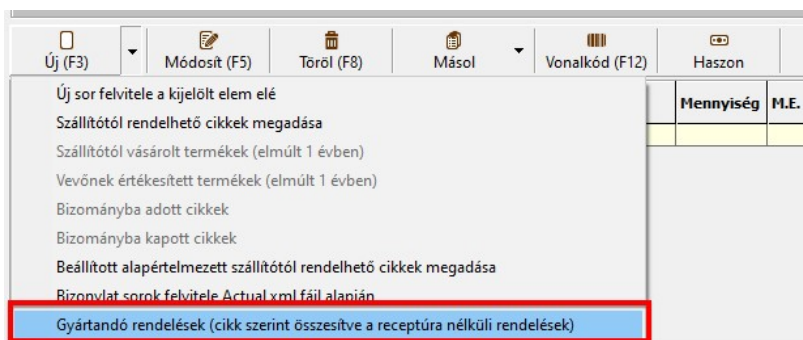 Új (F3)
Módosít (F5)
Töröl (F8)
Másol
Vonalkód (F12)
Haszon
Mennyiség
M.E.
Új sor felvitele a kijelölt elem elé
Szállítótól rendelhető cikkek megadása
Szállítótól vásárolt termékek (elmúlt 1 évben)
Vevőnek értékesített termékek (elmúlt 1 évben)
Bizományba adott cikkek
Bizományba kapott cikkek
Beállított alapértelmezett szállítótól rendelhető cikkek megadása
Bizonylat sorok felvitele Actual xml fájl alapján
Gyártandó rendelések (cikk szerint összesítve a receptúra nélküli rendelések)